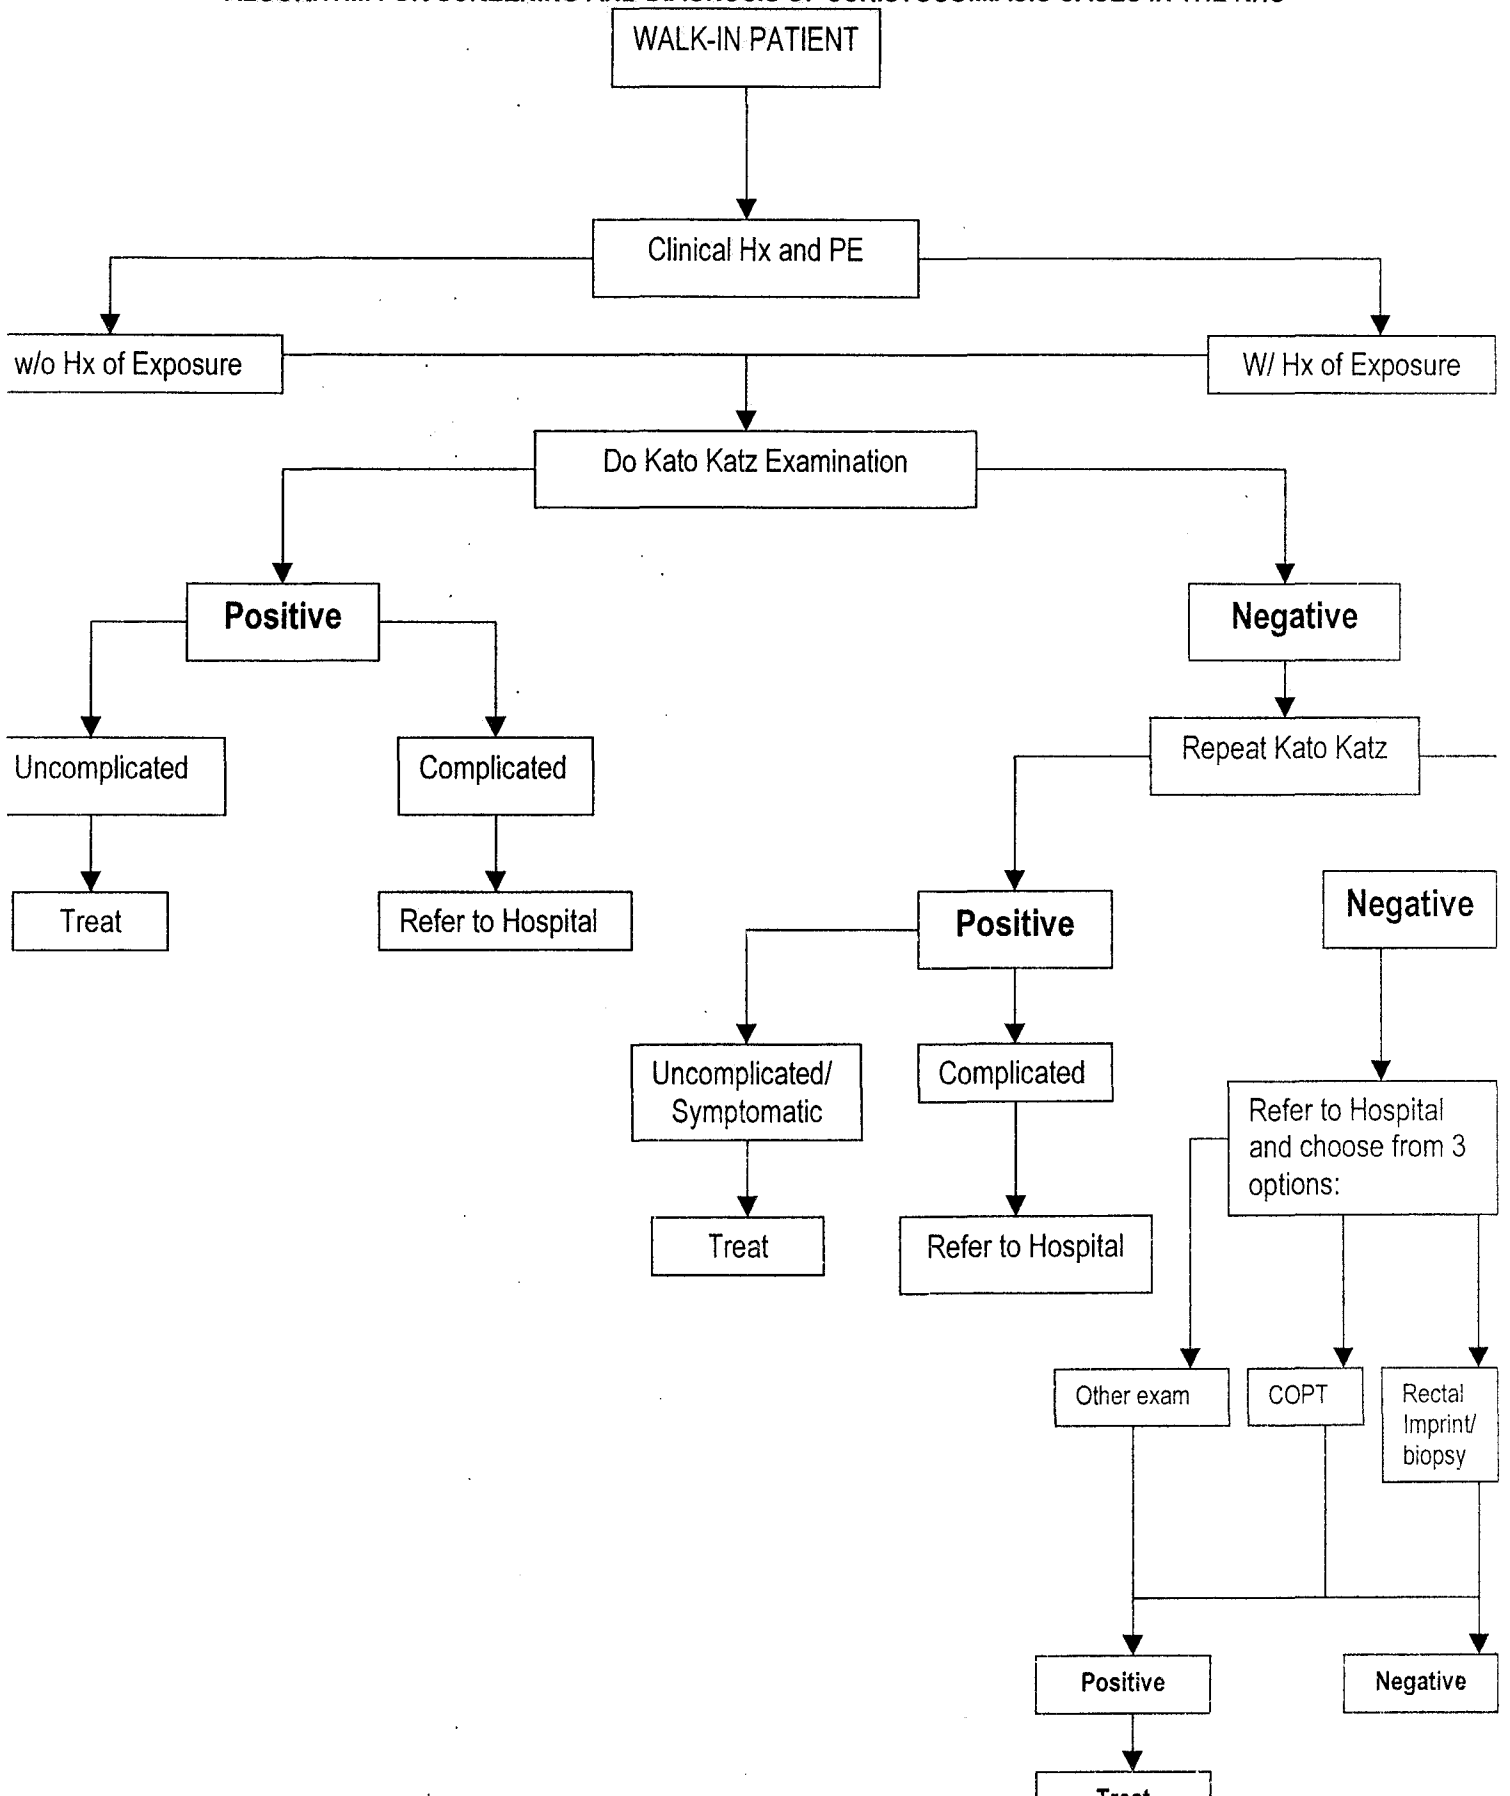 WALK-IN PATIENT
Clinical Hx and PE
w/o Hx of Exposure
W/ Hx of Exposure
Do Kato Katz Examination
Positive
Negative
Uncomplicated
Complicated
Repeat Kato Katz
Treat
Refer to Hospital
Positive
Negative
Uncomplicated/
Symptomatic
Complicated
Refer to Hospital
and choose from 3
options:
Treat
Refer to Hospital
Other exam
COPT
Rectal
Imprint/
biopsy
Positive
Negative
Treat